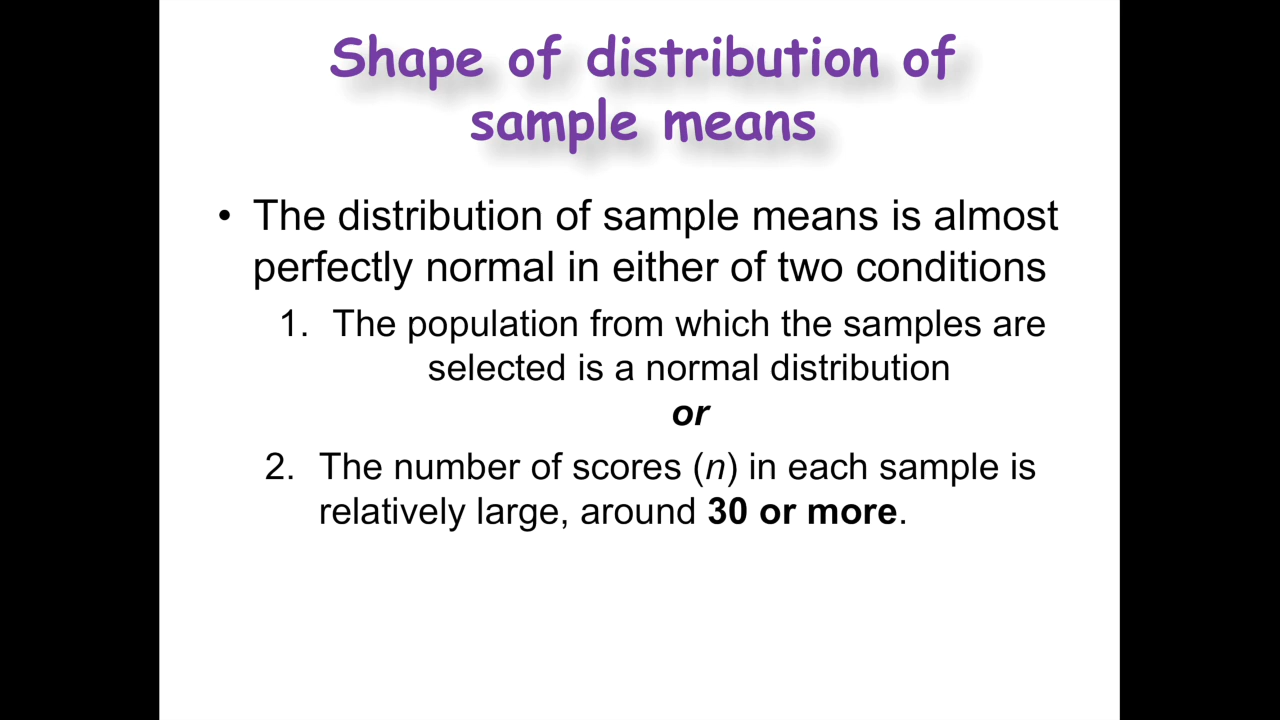 Shape of distribution of
sample means
• The distribution of sample means is almost
perfectly normal in either of two conditions
1. The population from which the samples are
selected is a normal distribution
or
2. The number of scores (n) in each sample is
relatively large, around 30 or more.